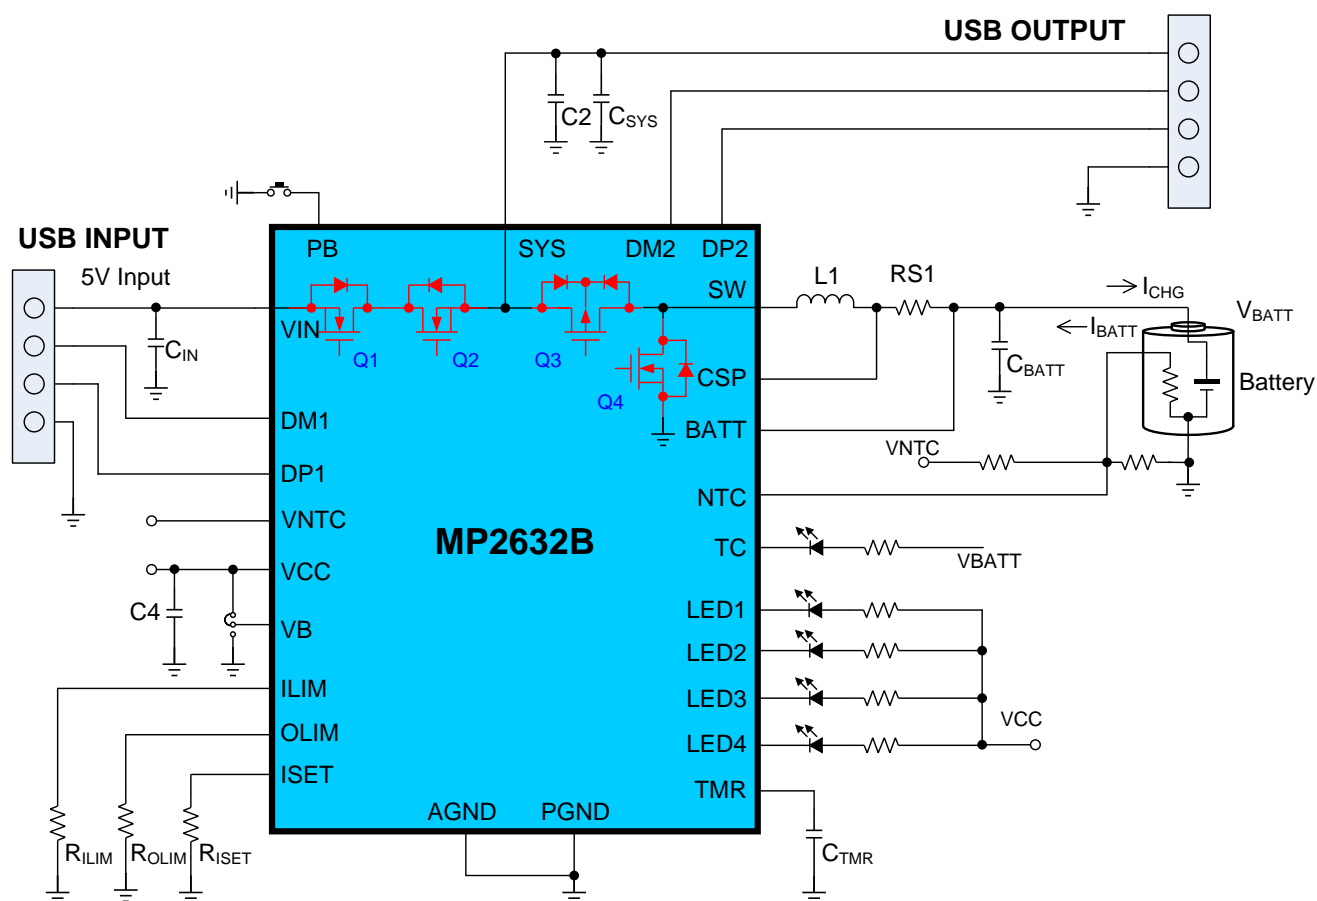 USB OUTPUT
C2
CSYS
USB INPUT
5V Input
PB
SYS
DM2
DP2
SW
L1
RS1
ICHG
VBATT
IBATT
VIN
CIN
Q1
Q2
Q3
Q4
CSP
CBATT
Battery
DM1
BATT
VNTC
DP1
NTC
VNTC
MP2632B
TC
VBATT
VCC
C4
VB
LED1
LED2
ILIM
LED3
OLIM
LED4
VCC
ISET
TMR
AGND
PGND
RILIM
ROLIM
RISET
CTMR